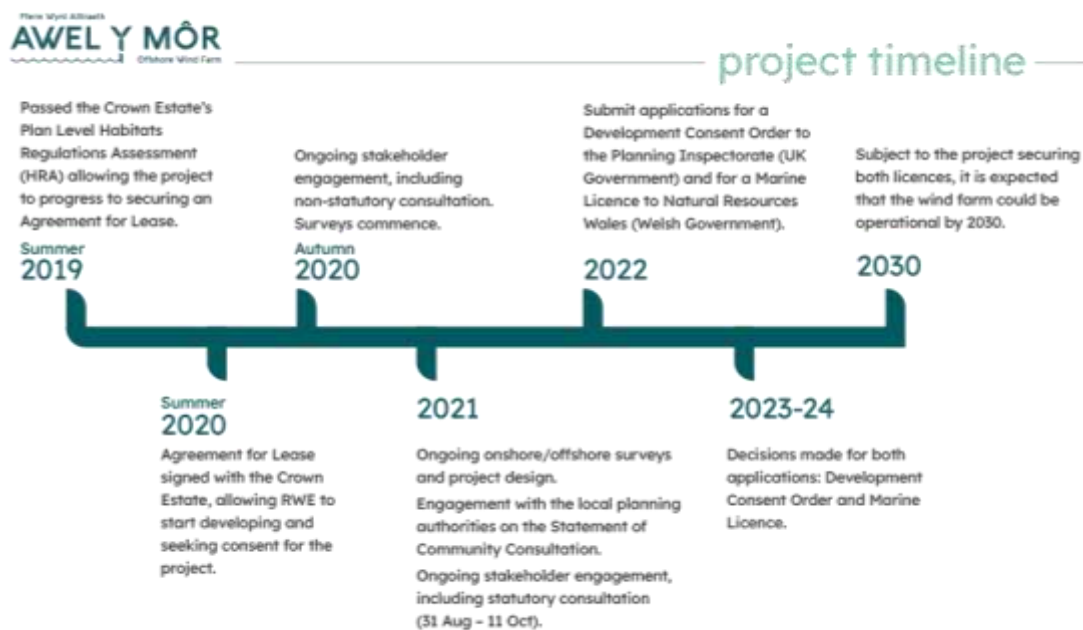 Fferm Wynt Alltraeth
AWEL Y MÔR
Offshore Wind Farm
project timeline
Passed the Crown Estate's
Plan Level Habitats
Regulations Assessment
(HRA) allowing the project
to progress to securing an
Agreement for Lease.
Summer
2019
Ongoing stakeholder
engagement, including
non-statutory consultation.
Surveys commence.
Autumn
2020
Submit applications for a
Development Consent Order to
the Planning Inspectorate (UK
Government) and for a Marine
Licence to Natural Resources
Wales (Welsh Government).
2022
Subject to the project securing
both licences, it is expected
that the wind farm could be
operational by 2030.
2030
Summer
2020
Agreement for Lease
signed with the Crown
Estate, allowing RWE to
start developing and
seeking consent for the
project.
2021
Ongoing onshore/offshore surveys
and project design.
Engagement with the local planning
authorities on the Statement of
Community Consultation.
Ongoing stakeholder engagement,
including statutory consultation
(31 Aug – 11 Oct).
2023-24
Decisions made for both
applications: Development
Consent Order and Marine
Licence.